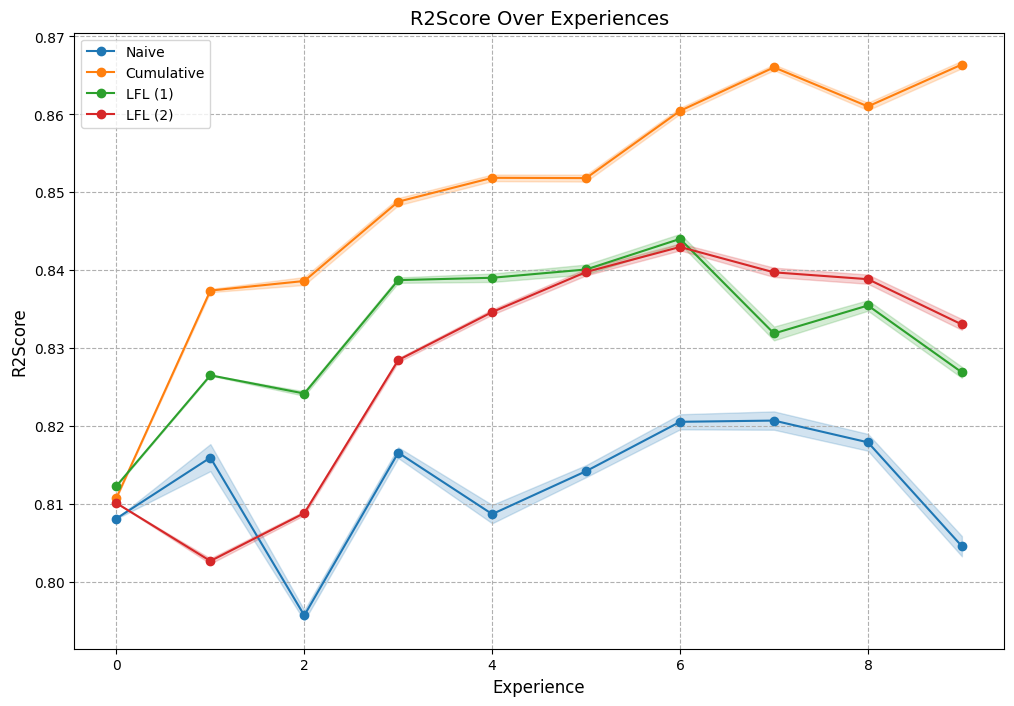 R2Score Over Experiences
Naive
Cumulative
LFL (1)
LFL (2)
R2Score
0.87
0.86
0.85
0.84
0.83
0.82
0.81
0.80
0
2
4
6
8
Experience